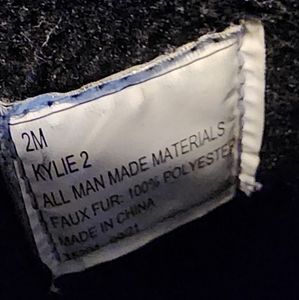 2M
KYLIE 2
ALL MAN MADE MATERIALS
FAUX FUR: 100% POLYESTER
MADE IN CHINA